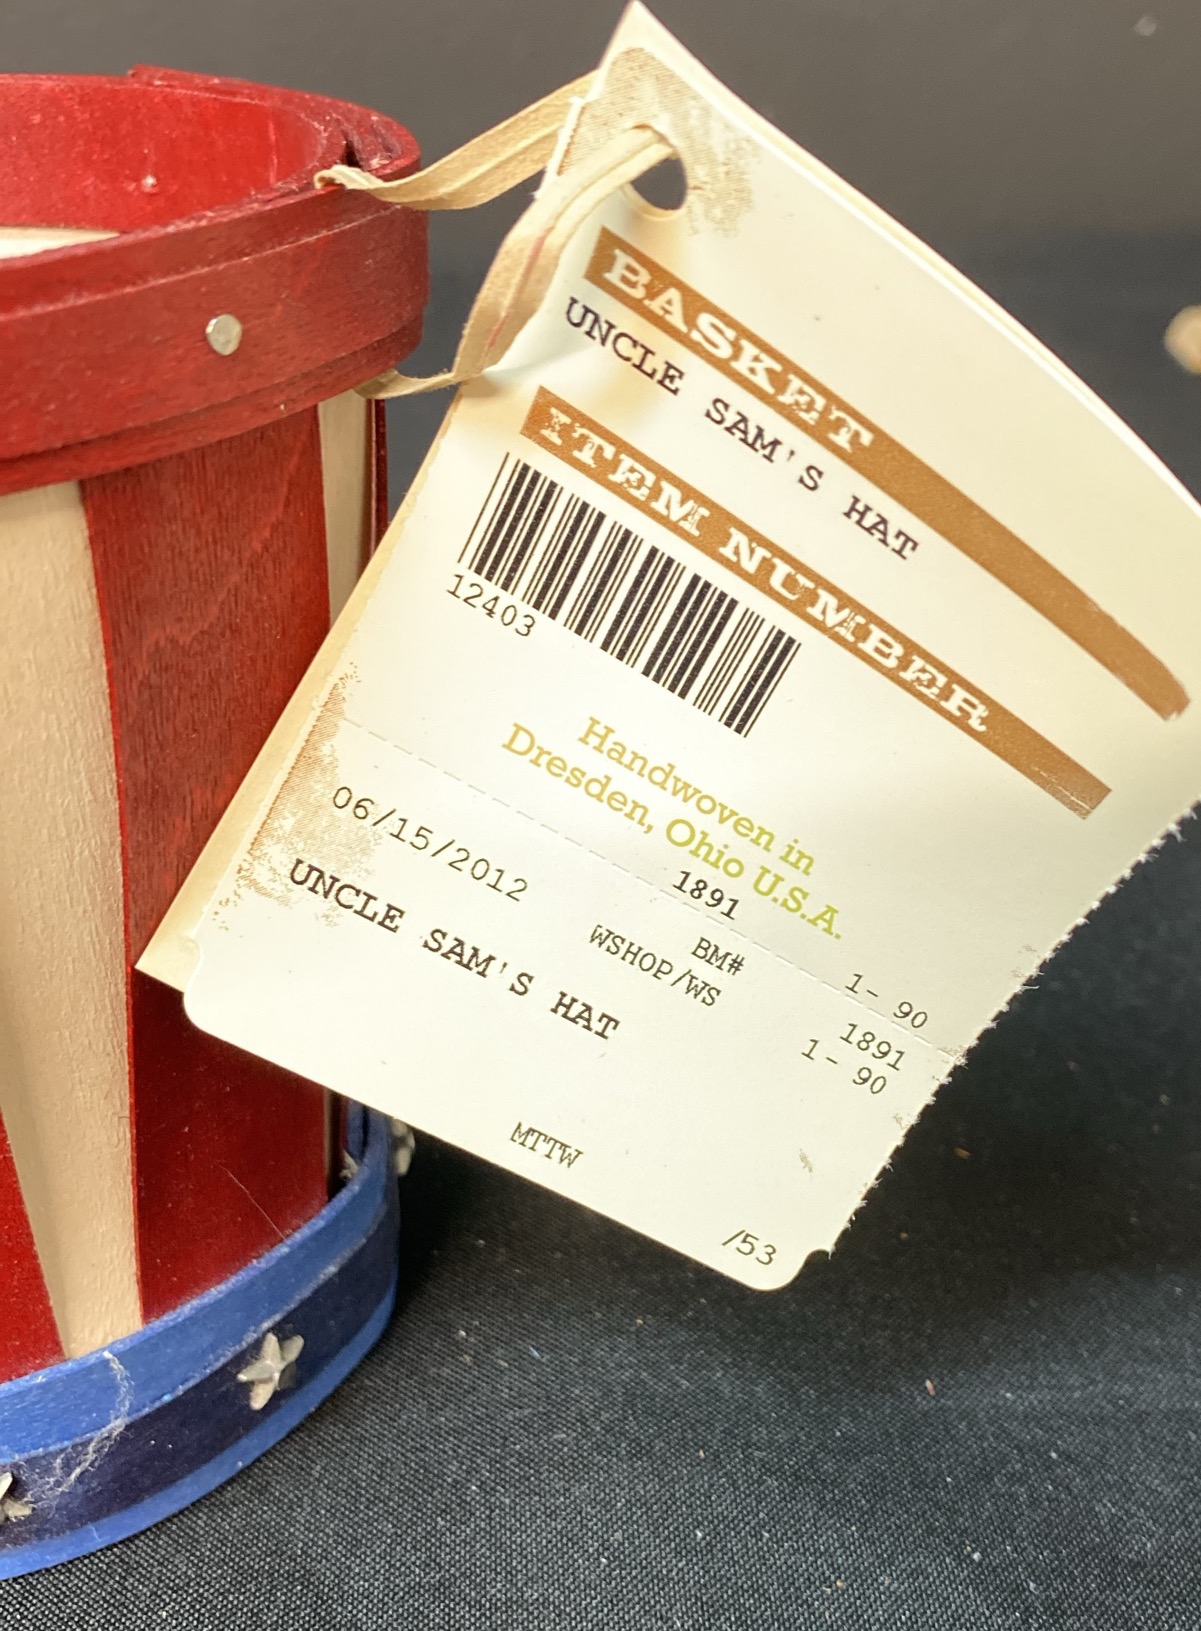 BASKET
UNCLE SAM'S HAT
ITEM NUMBER
12403
Handwoven in
Dresden, Ohio U.S.A.
1891
1- 90
06/15/2012
BM#
1891
WSHOP/WS
1- 90
UNCLE SAM'S HAT
MTTW
/53